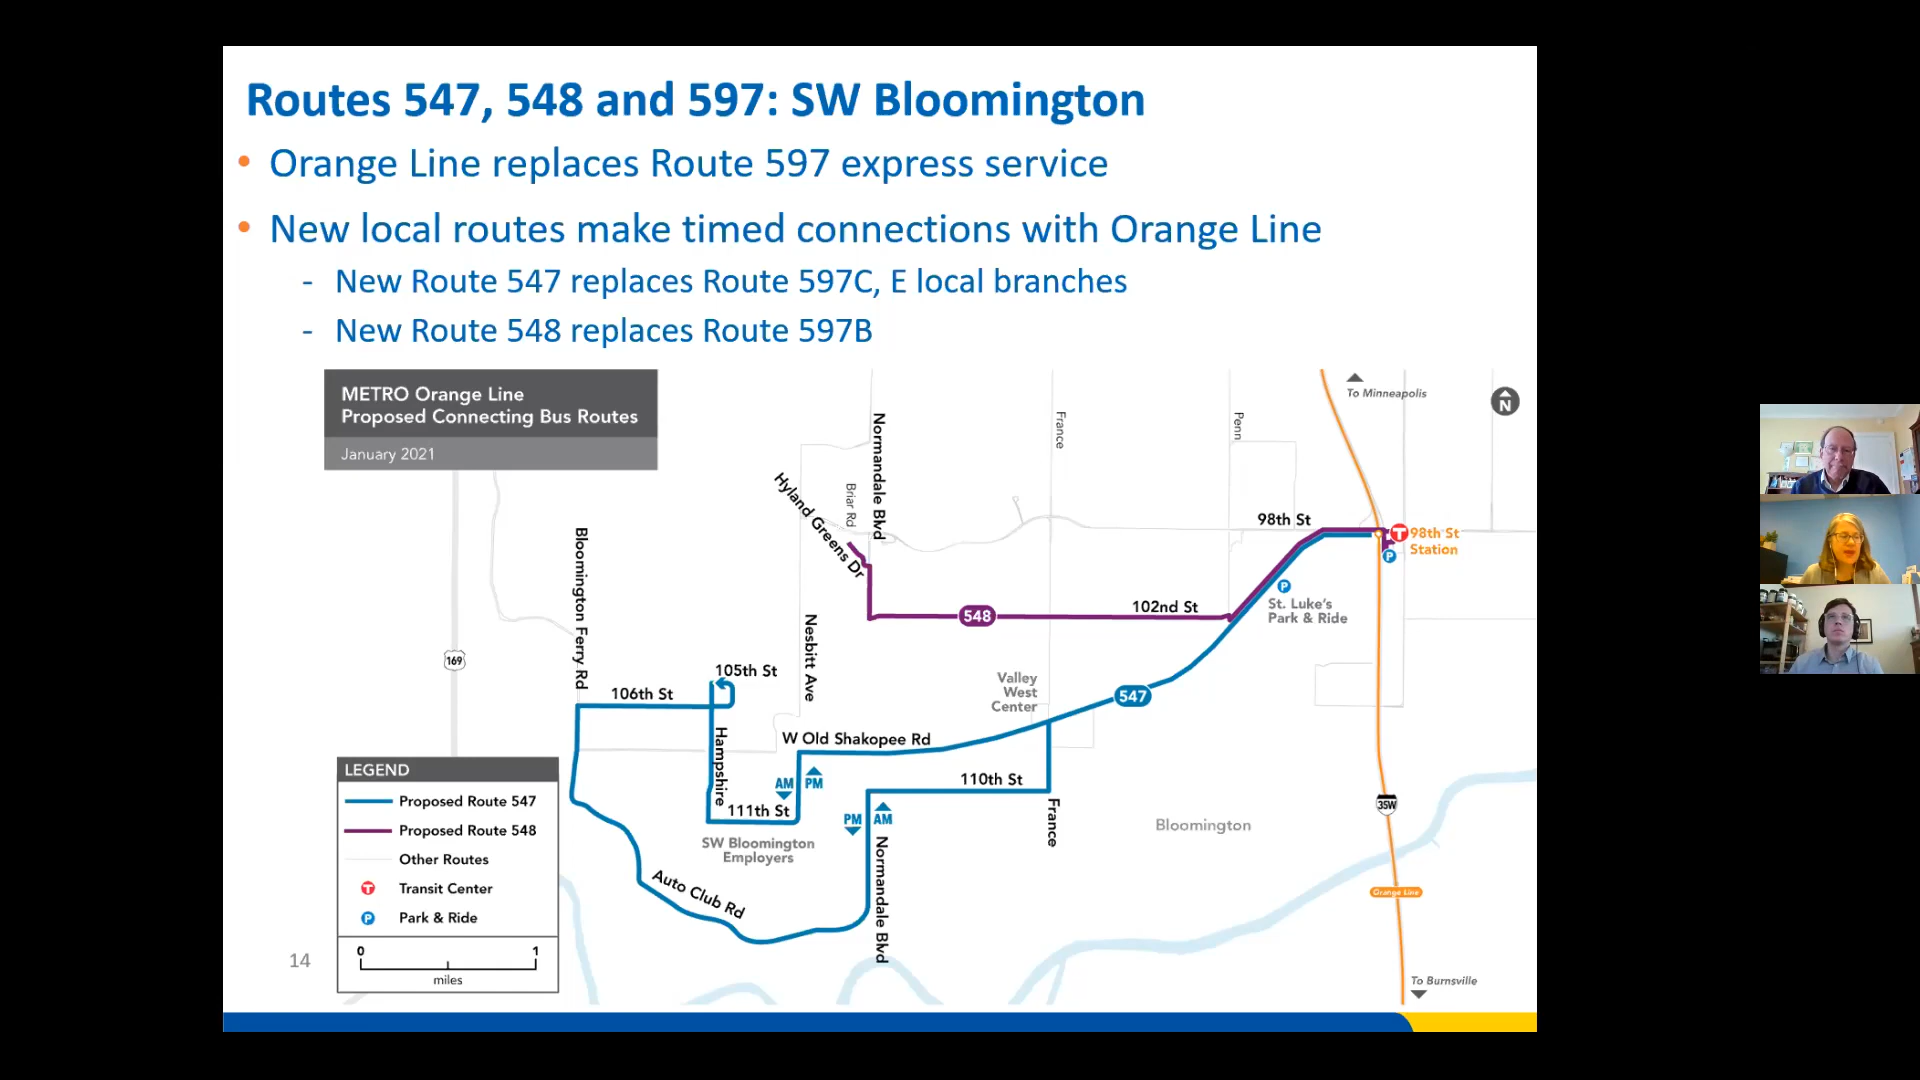 Routes 547, 548 and 597: SW Bloomington
• Orange Line replaces Route 597 express service
• New local routes make timed connections with Orange Line
- New Route 547 replaces Route 597C, E local branches
- New Route 548 replaces Route 597B
METRO Orange Line
Proposed Connecting Bus Routes
January 2021
To Minneapolis
N
Normandale Blvd
France
Penn
Briar Rd
Hyland Greens Dr
98th St
T
98th St
Station
P
P
St. Luke's
Park & Ride
548
102nd St
Bloomington Ferry Rd
Nesbitt Ave
169
105th St
106th St
Valley
West
Center
547
Hampshire
W Old Shakopee Rd
AM
PM
110th St
111th St
PM
AM
France
35W
SW Bloomington
Employers
Bloomington
Auto Club Rd
Normandale Blvd
Orange Line
To Burnsville
LEGEND
Proposed Route 547
Proposed Route 548
Other Routes
T Transit Center
P Park & Ride
0 1
miles
14